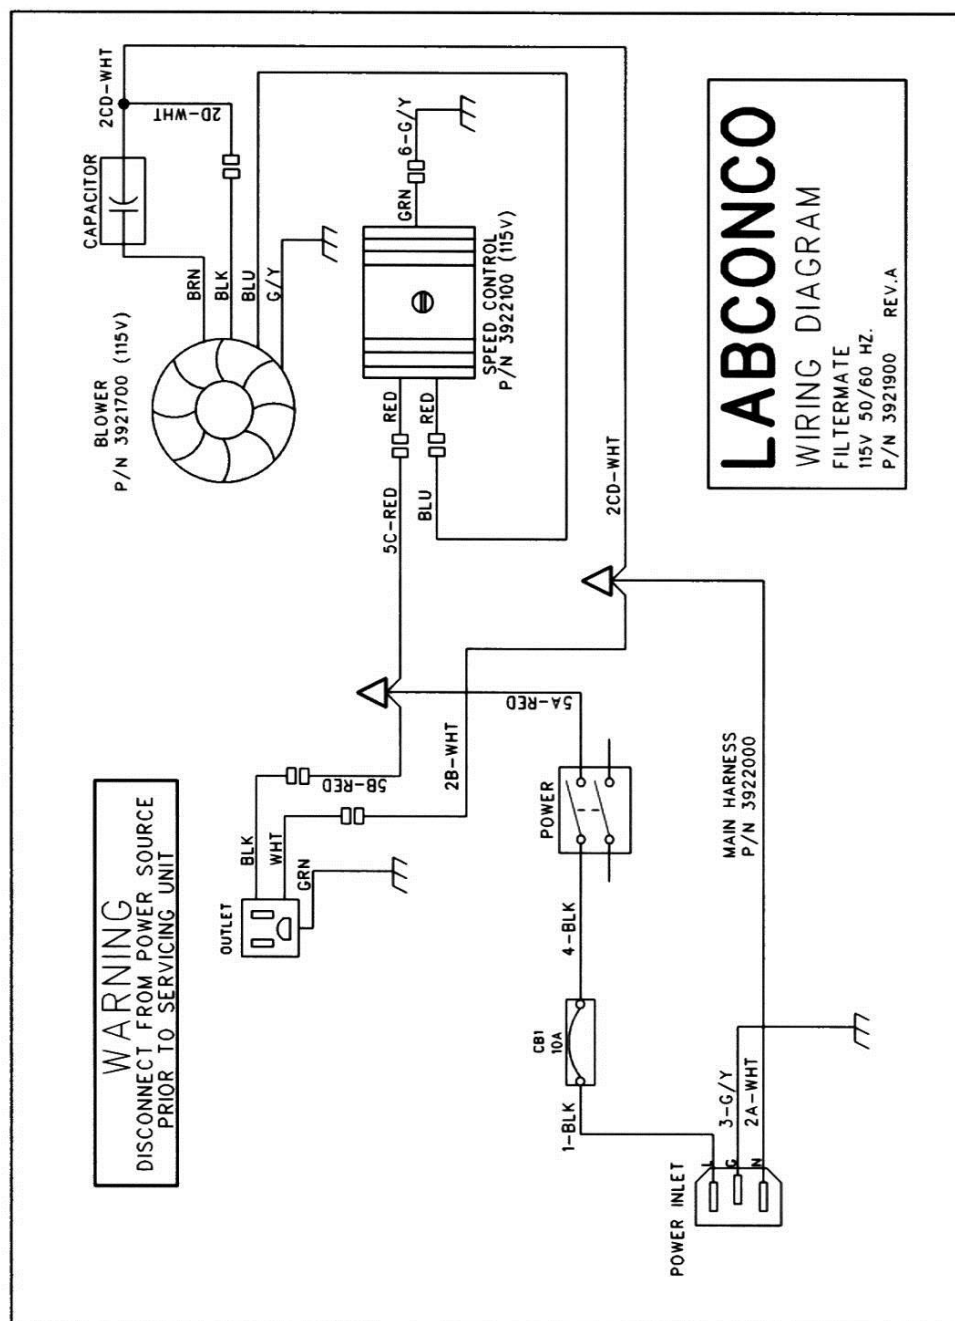 WARNING
DISCONNECT FROM POWER SOURCE
PRIOR TO SERVICING UNIT
BLOWER
P/N 3921700 (115V)
CAPACITOR
2CD-WHT
2D-WHT
BRN
BLK
BLU
G/Y
OUTLET
BLK
WHT
GRN
5B-RED
2B-WHT
5C-RED
RED
BLU
RED
SPEED CONTROL
P/N 3922100 (115V)
GRN
6-G/Y
5A-RED
2CD-WHT
POWER
4-BLK
CB1
10A
1-BLK
POWER INLET
L
G
N
3-G/Y
2A-WHT
MAIN HARNESS
P/N 3922000
LABCONCO
WIRING DIAGRAM
FILTERMATE
115V 50/60 HZ.
P/N 3921900 REV.A